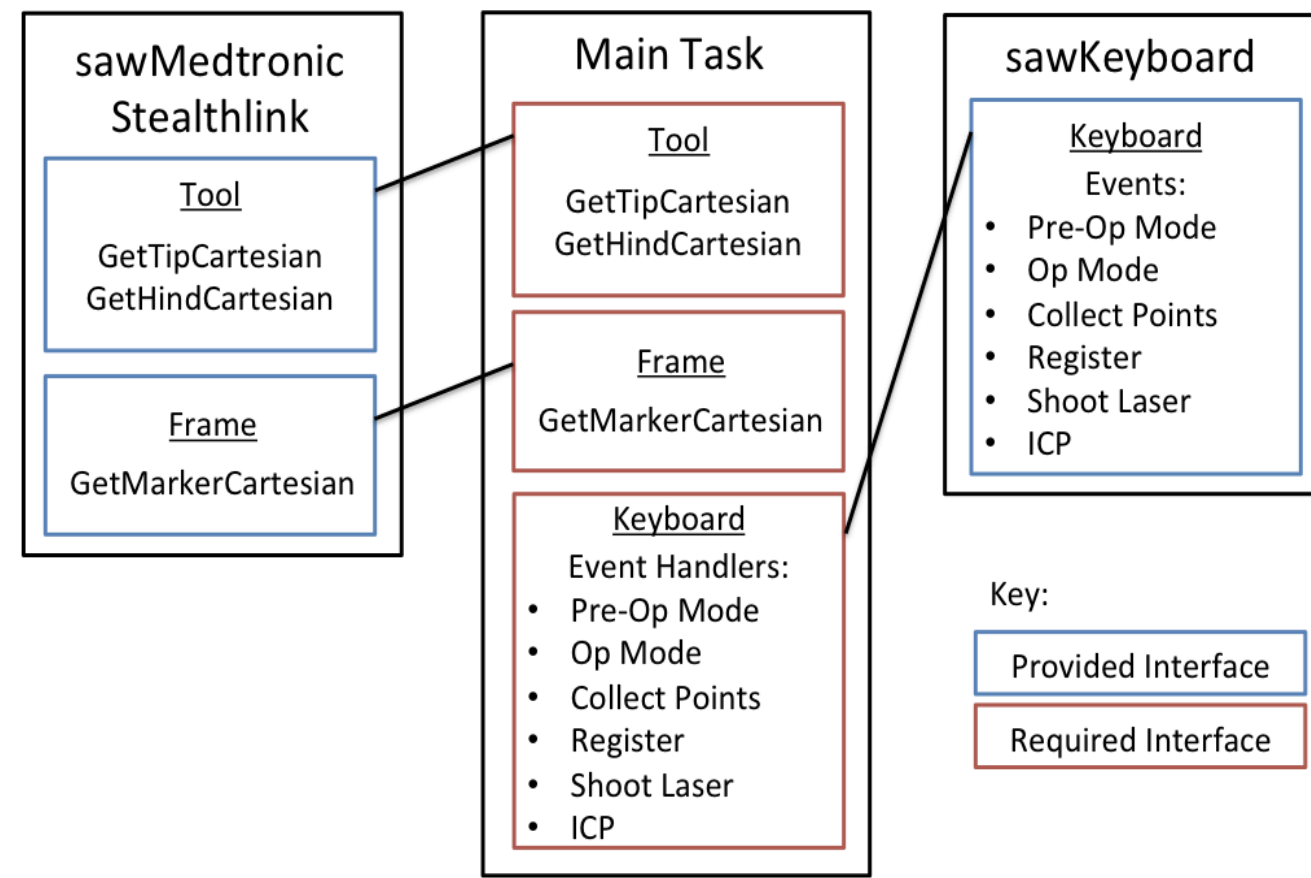 sawMedtronic
Stealthlink
Tool
GetTipCartesian
GetHindCartesian
Frame
GetMarkerCartesian
Main Task
Tool
GetTipCartesian
GetHindCartesian
Frame
GetMarkerCartesian
Keyboard
Event Handlers:
• Pre-Op Mode
• Op Mode
• Collect Points
• Register
• Shoot Laser
• ICP
sawKeyboard
Keyboard
Events:
• Pre-Op Mode
• Op Mode
• Collect Points
• Register
• Shoot Laser
• ICP
Key:
Provided Interface
Required Interface